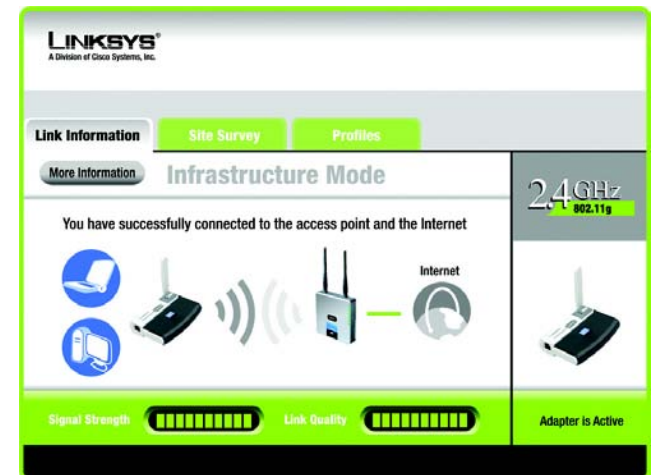 LINKSYS®
A Division of Cisco Systems, Inc.
Link Information
Site Survey
Profiles
More Information
Infrastructure Mode
2.4GHz
802.11g
You have successfully connected to the access point and the Internet
Internet
Signal Strength
Link Quality
Adapter is Active